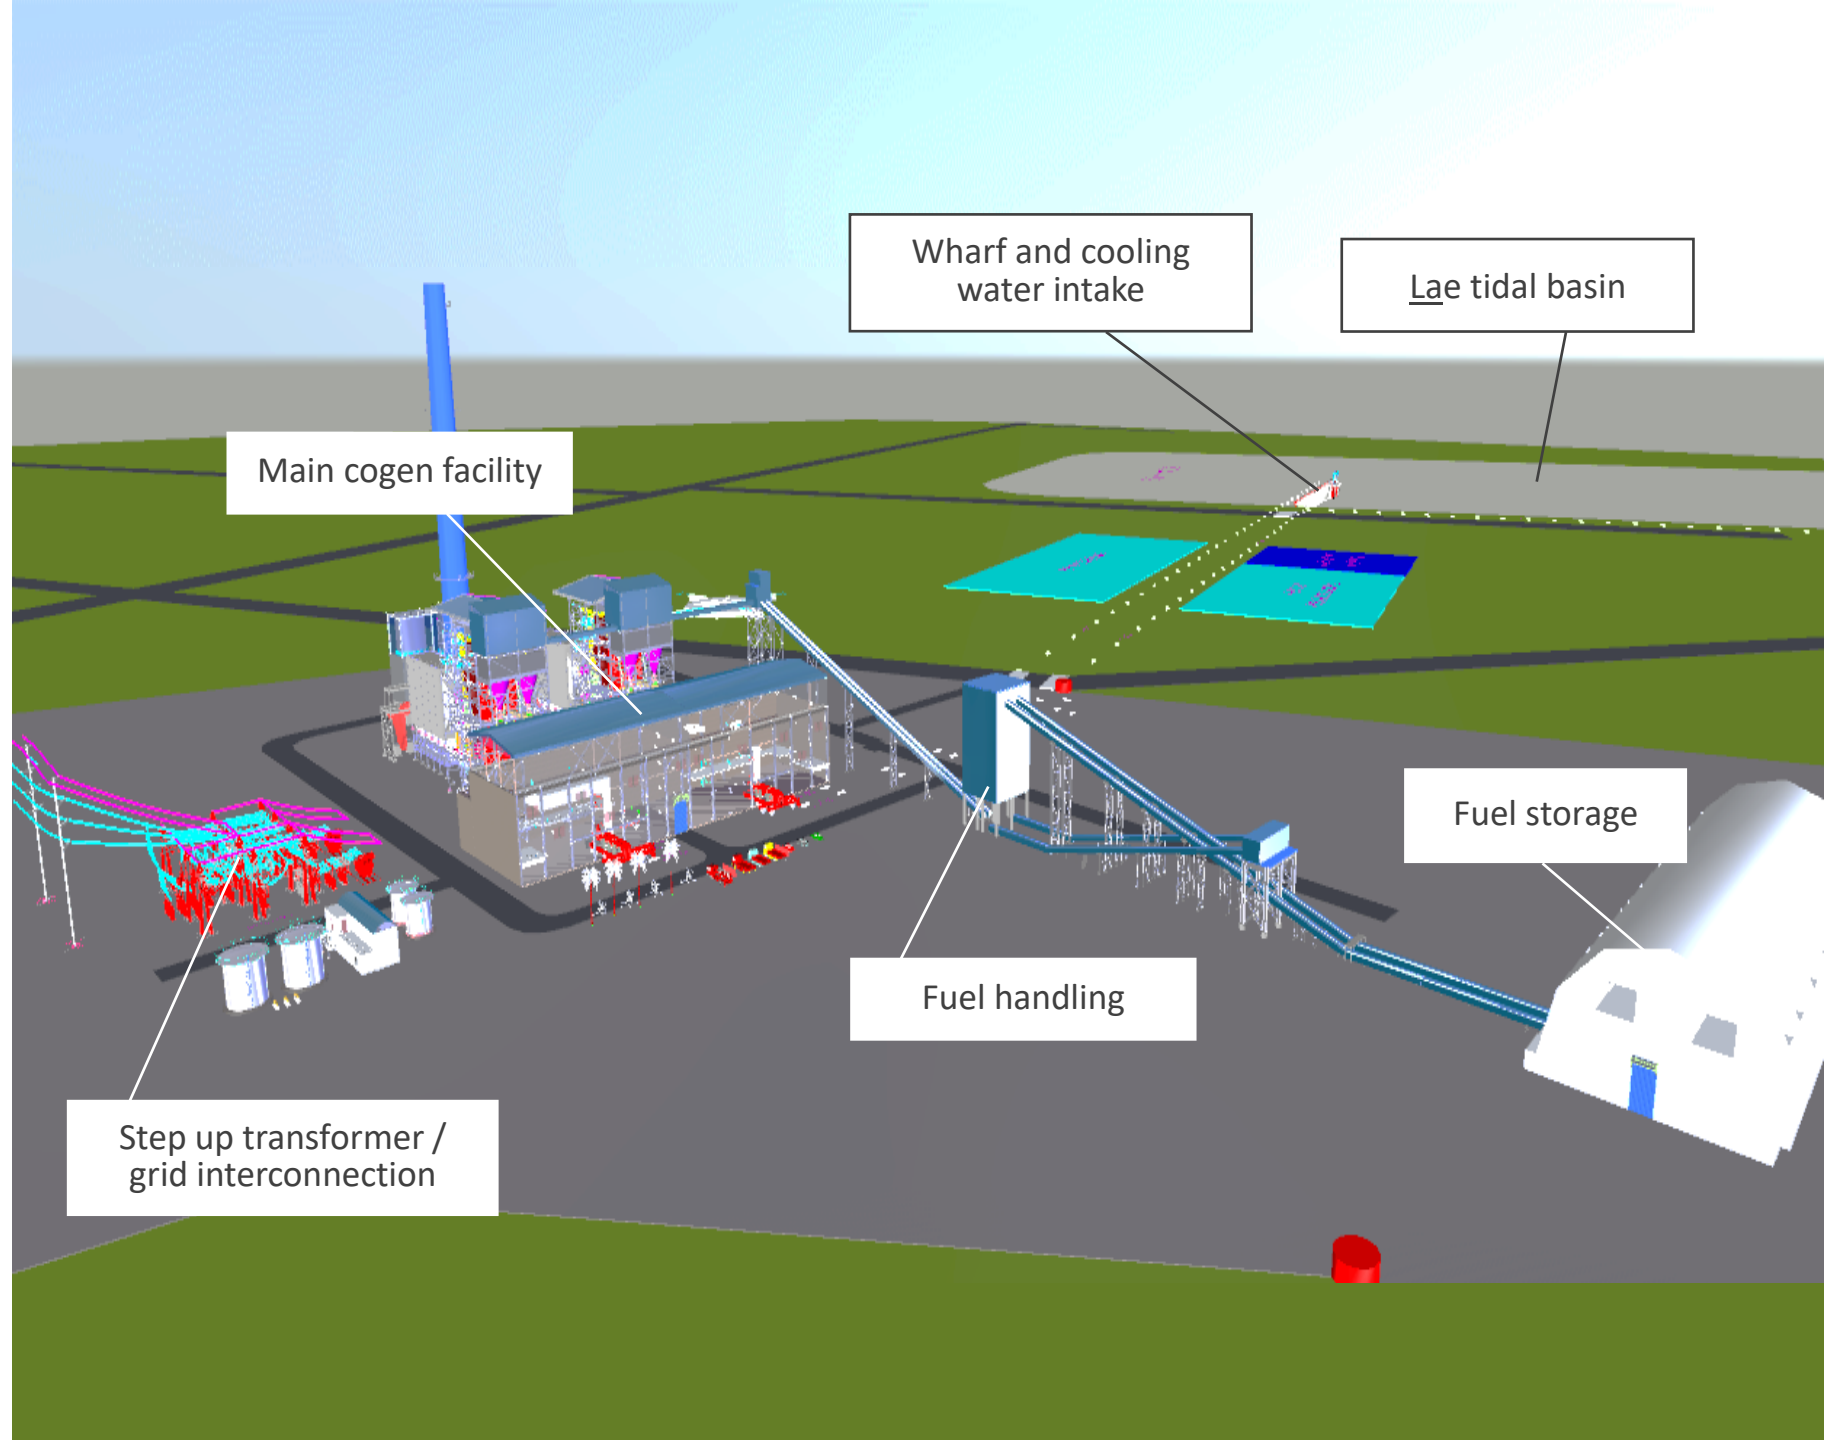 Wharf and cooling
water intake
Lae tidal basin
Main cogen facility
Fuel storage
Fuel handling
Step up transformer /
grid interconnection